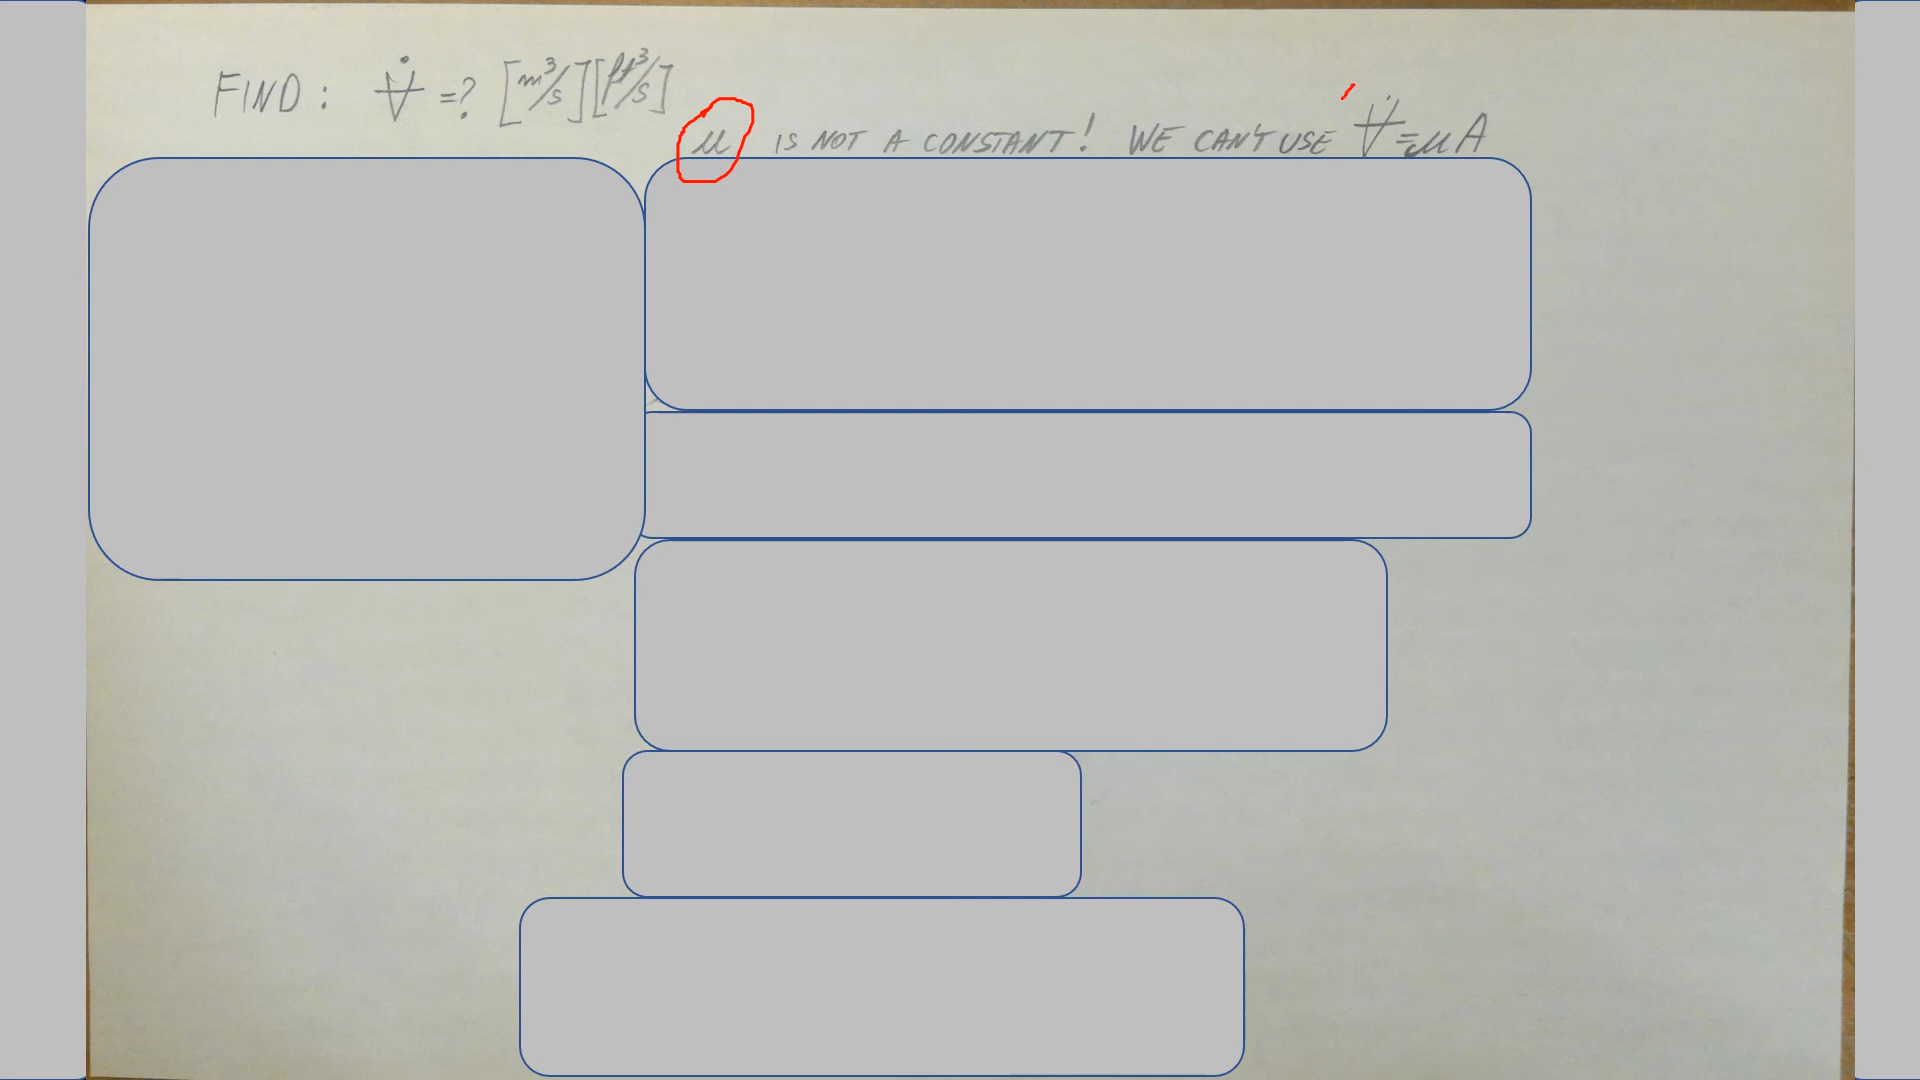 FIND: V̇ =? [m³/s][ft³/s]
u IS NOT A CONSTANT! WE CAN'T USE V̇=uA